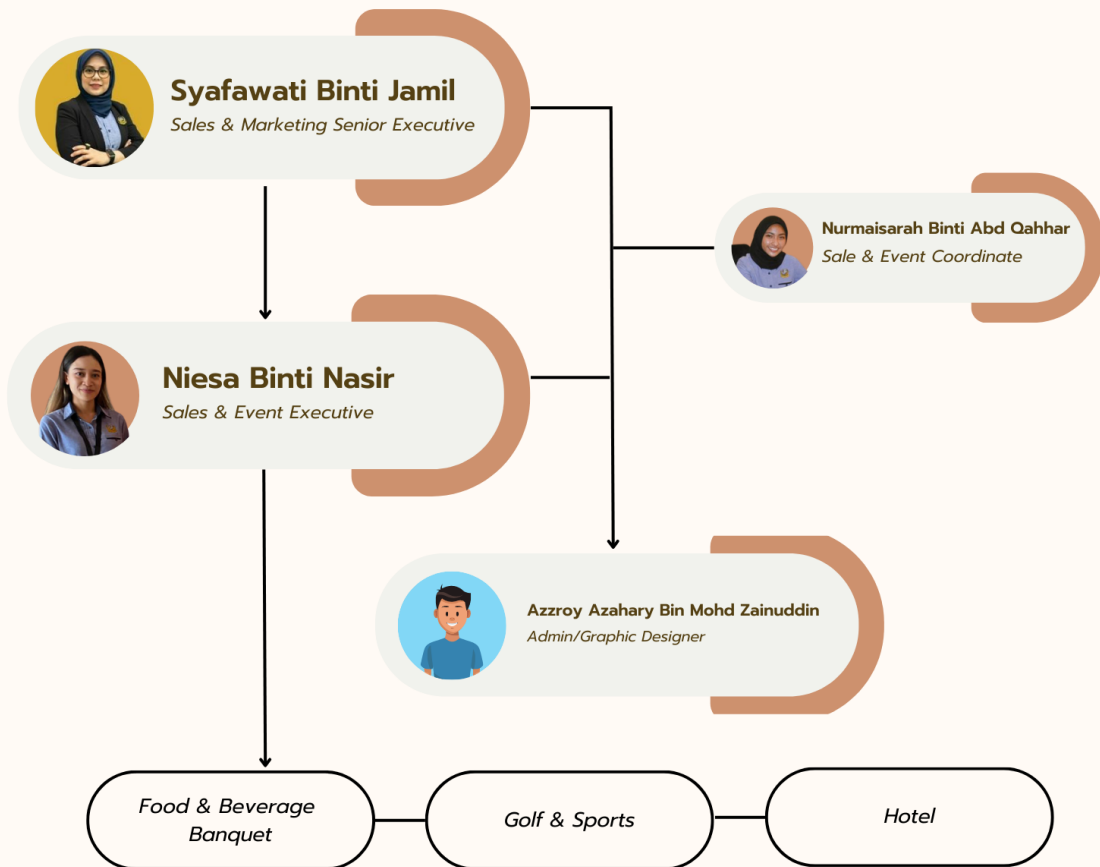 Syafawati Binti Jamil
Sales & Marketing Senior Executive
Nurmaisarah Binti Abd Qahhar
Sale & Event Coordinate
Niesa Binti Nasir
Sales & Event Executive
Azzroy Azahary Bin Mohd Zainuddin
Admin/Graphic Designer
Food & Beverage
Banquet
Golf & Sports
Hotel